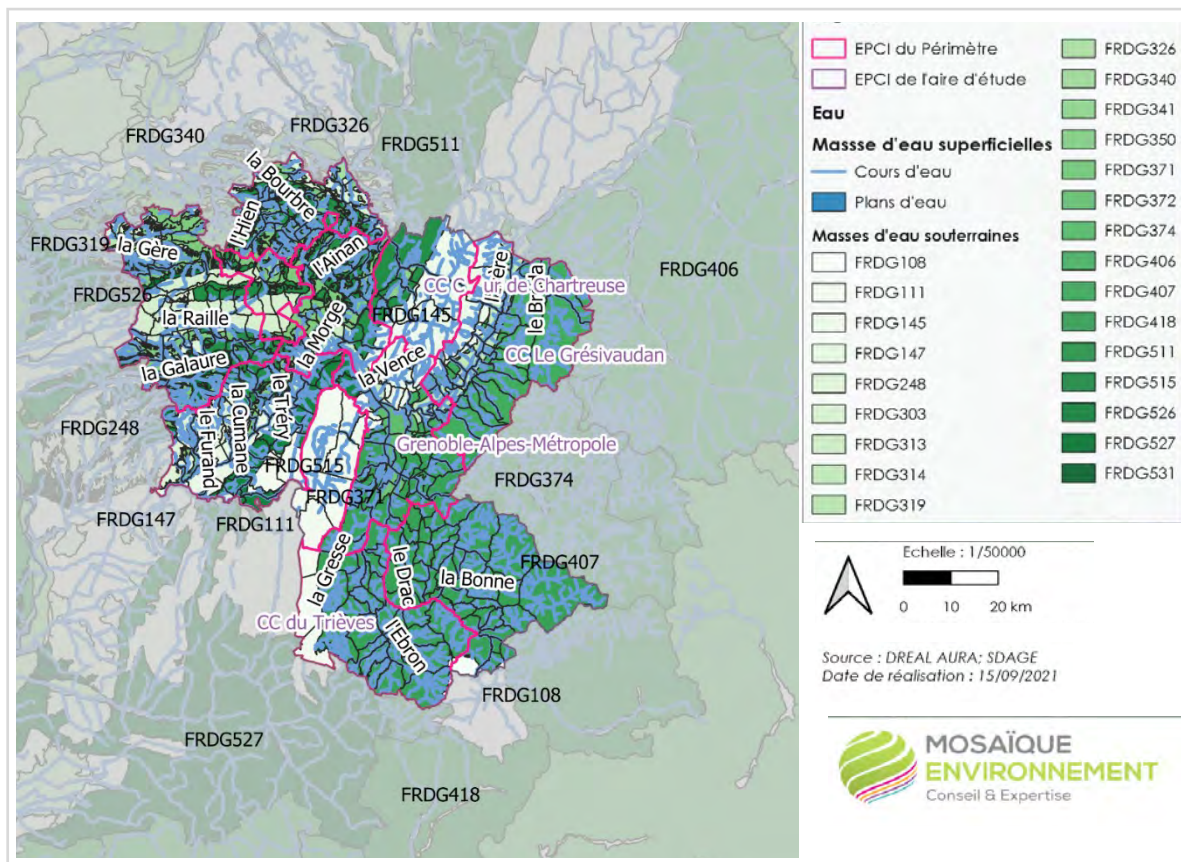 FRDG340
FRDG326
FRDG511
la Bourbre
l'Hien
la Gère
FRDG319
l'Ainan
FRDG406
FRDG526
la Raille
la Morge
FRDG145
CC
ur de Chartreuse
le Breda
CC Le Grésivaudan
la Vence
la Galaure
le Tréry
la Cumane
le Furand
FRDG248
FRDG515
Grenoble-Alpes-Métropole
FRDG374
FRDG371
FRDG147
FRDG111
la Gresse
le Drac
la Bonne
FRDG407
CC du Trièves
l'Ebron
FRDG108
FRDG527
FRDG418
EPCI du Périmètre
EPCI de l'aire d'étude
Eau
Massse d'eau superficielles
Cours d'eau
Plans d'eau
Masses d'eau souterraines
FRDG108
FRDG111
FRDG145
FRDG147
FRDG248
FRDG303
FRDG313
FRDG314
FRDG319
FRDG326
FRDG340
FRDG341
FRDG350
FRDG371
FRDG372
FRDG374
FRDG406
FRDG407
FRDG418
FRDG511
FRDG515
FRDG526
FRDG527
FRDG531
Echelle : 1/50000
0 10 20 km
Source : DREAL AURA; SDAGE
Date de réalisation : 15/09/2021
MOSAÏQUE
ENVIRONNEMENT
Conseil & Expertise